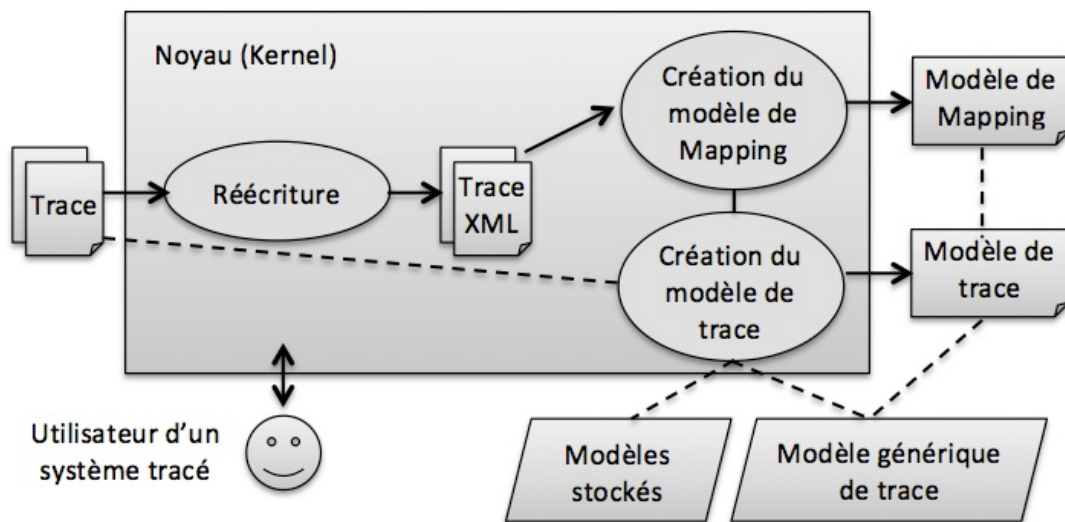 Noyau (Kernel)
Création du
modèle de
Mapping
Modèle de
Mapping
Trace
Réécriture
Trace
XML
Création du
modèle de
trace
Modèle de
trace
Utilisateur d'un
système tracé
Modèles
stockés
Modèle générique
de trace